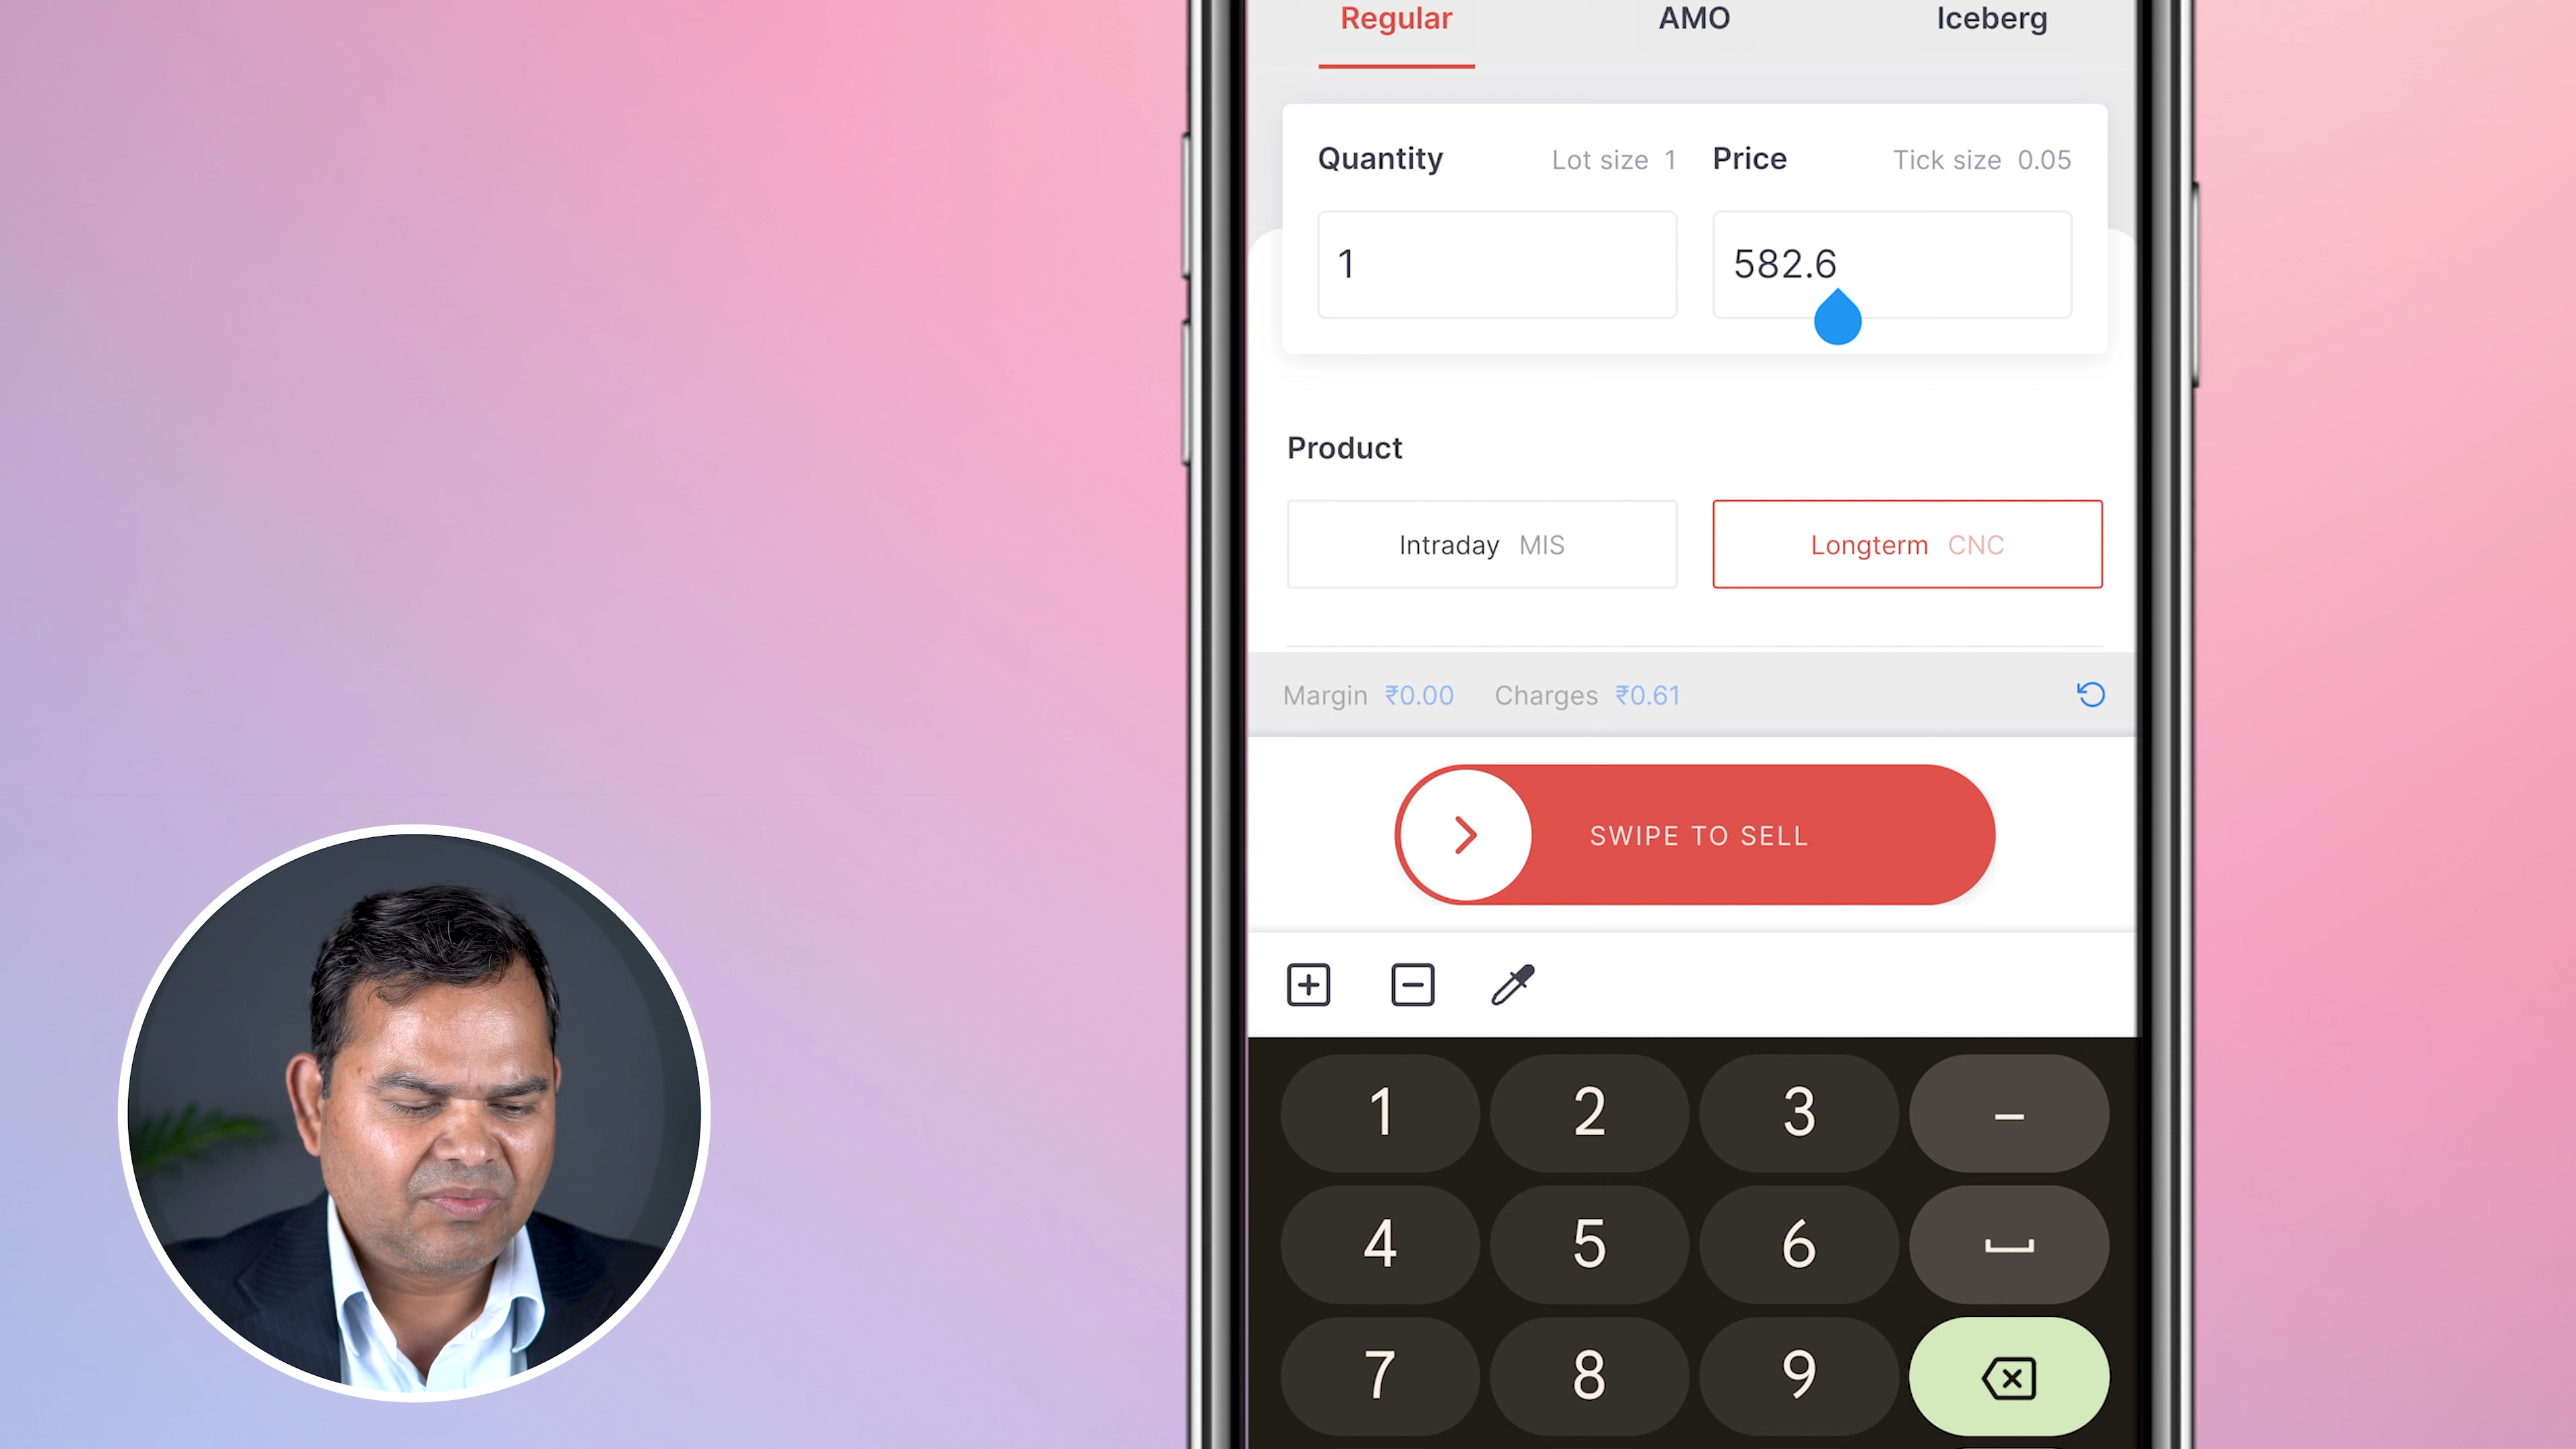 Regular AMO Iceberg
Quantity Lot size 1 Price Tick size 0.05
1 582.6
Product
Intraday MIS Longterm CNC
Margin ₹0.00 Charges ₹0.61
SWIPE TO SELL
1 2 3 –
4 5 6
7 8 9